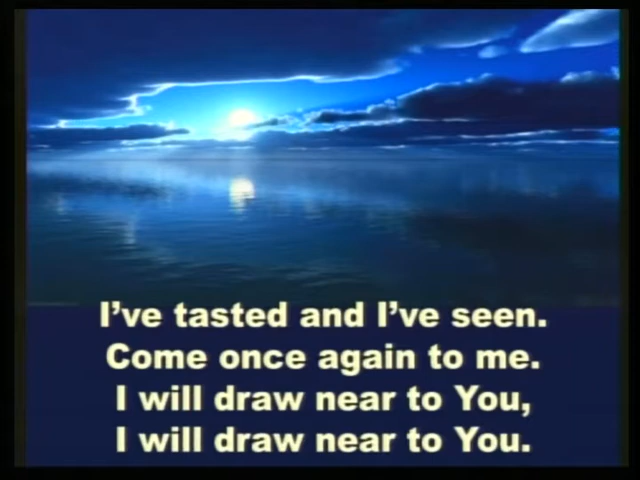 I've tasted and I've seen.
Come once again to me.
I will draw near to You,
I will draw near to You.